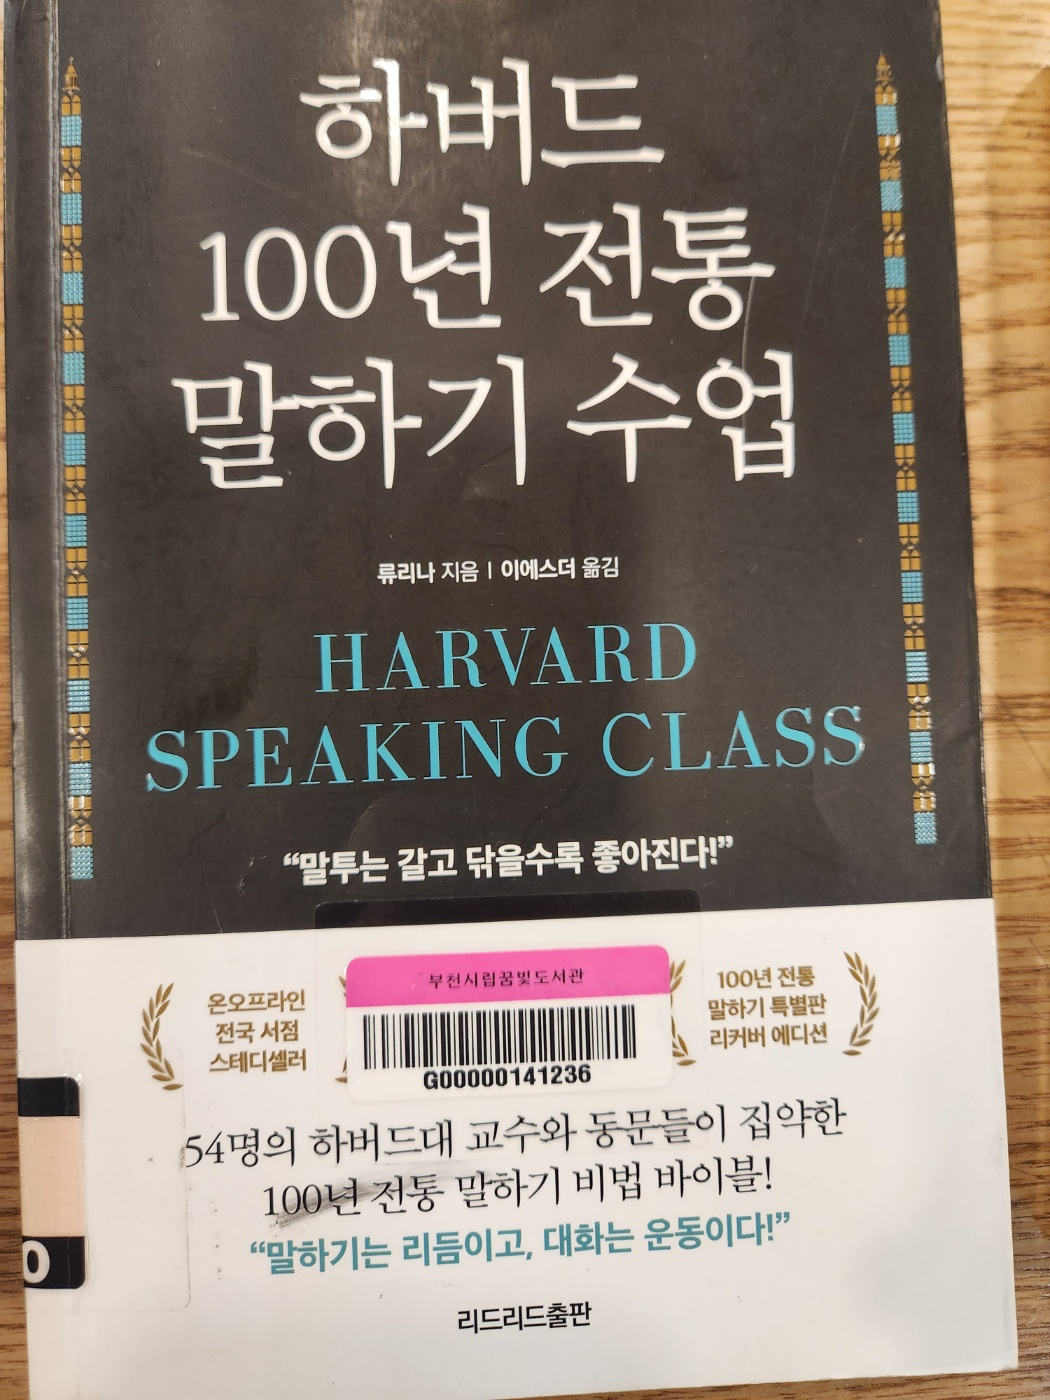 하버드
100년 전통
말하기 수업
류리나 지음 | 이에스더 옮김
HARVARD
SPEAKING CLASS
“말투는 갈고 닦을수록 좋아진다!”
온오프라인
전국 서점
스테디셀러
부천시립꿈빛도서관
G00000141236
100년 전통
말하기 특별판
리커버 에디션
54명의 하버드대 교수와 동문들이 집약한
100년 전통 말하기 비법 바이블!
“말하기는 리듬이고, 대화는 운동이다!”
0
리드리드출판